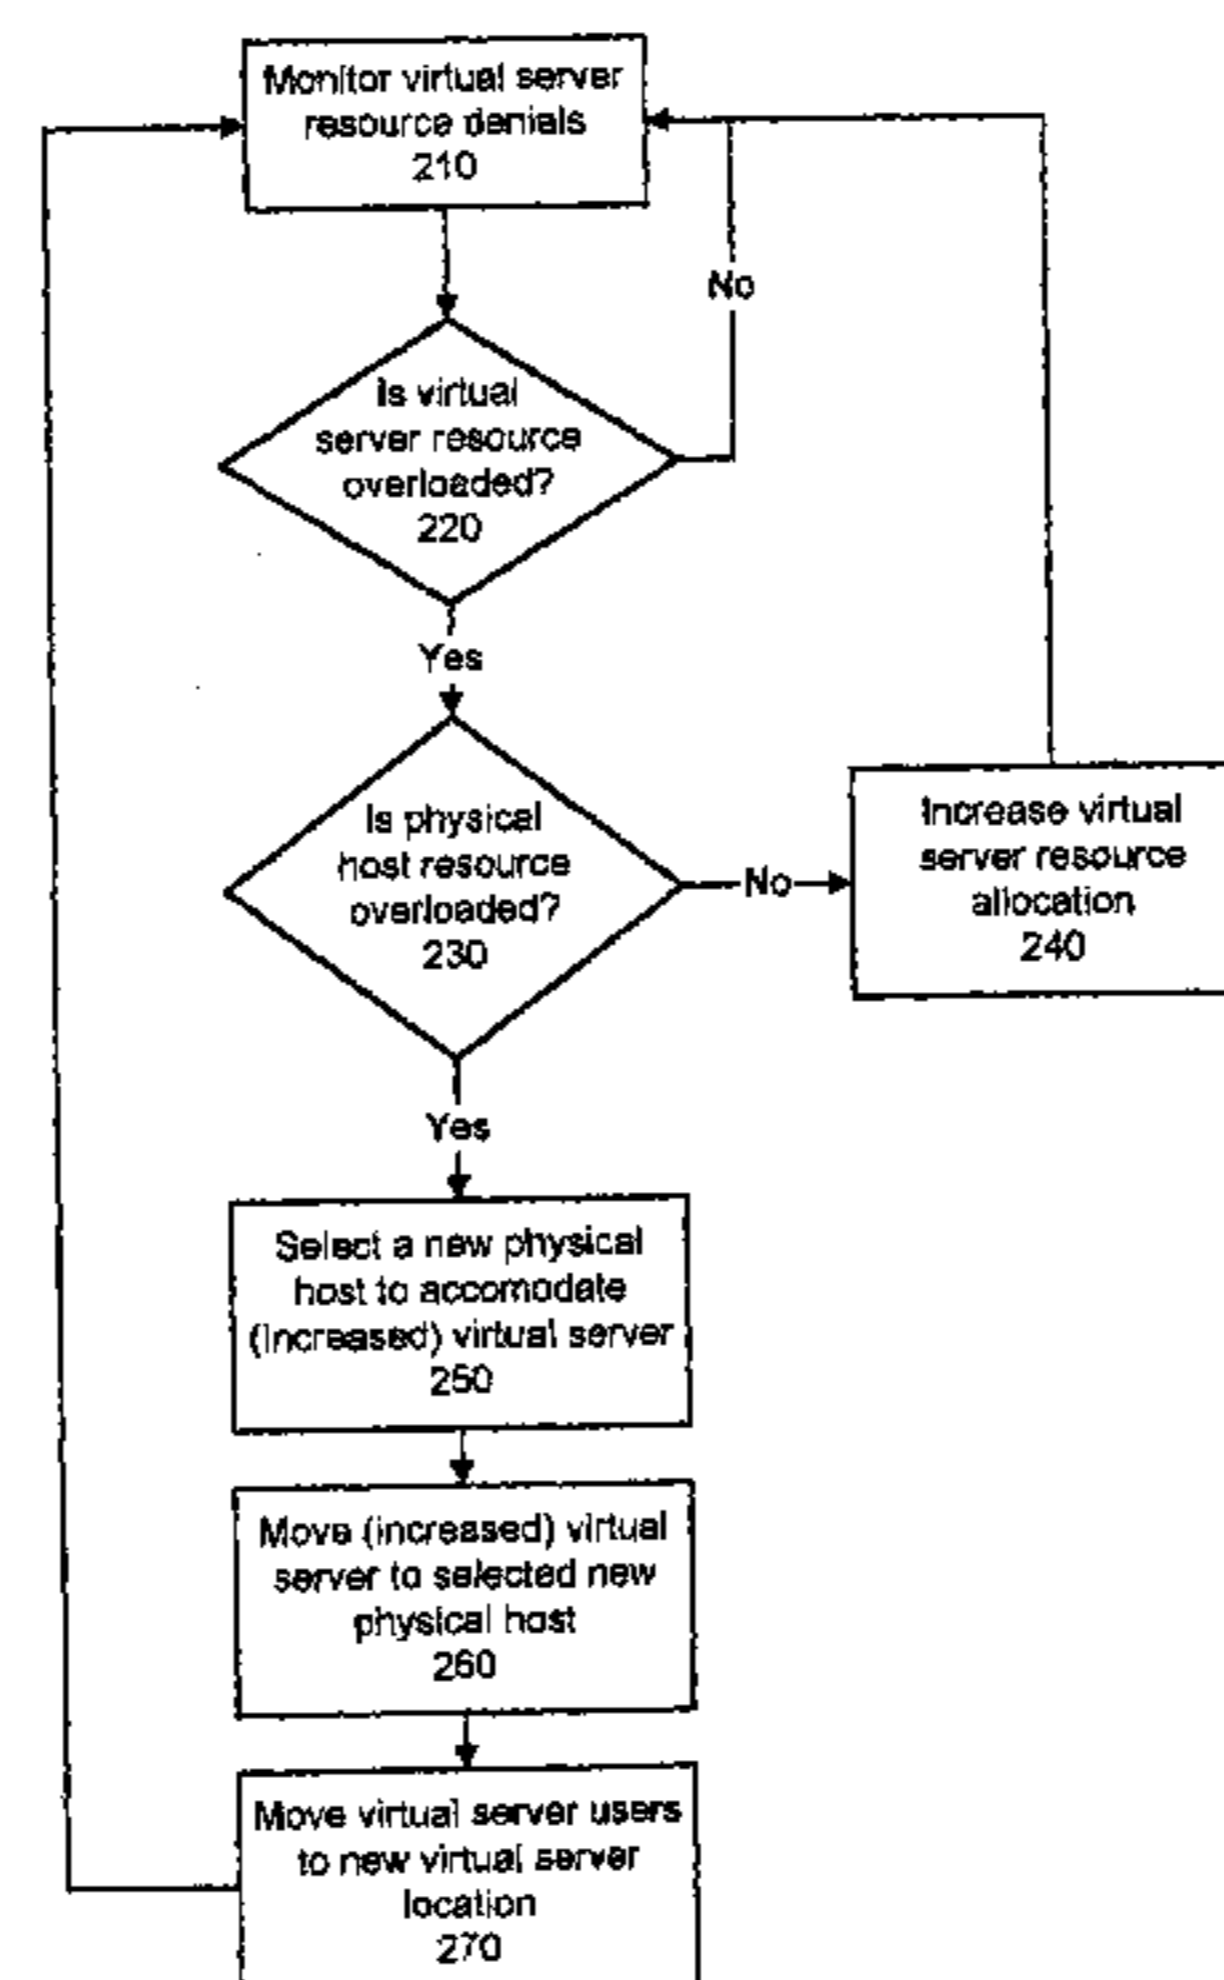 Monitor virtual server
resource denials
210
No
Is virtual
server resource
overloaded?
220
Yes
Is physical
host resource
overloaded?
230
No
Increase virtual
server resource
allocation
240
Yes
Select a new physical
host to accomodate
(increased) virtual server
250
Move (increased) virtual
server to selected new
physical host
260
Move virtual server users
to new virtual server
location
270